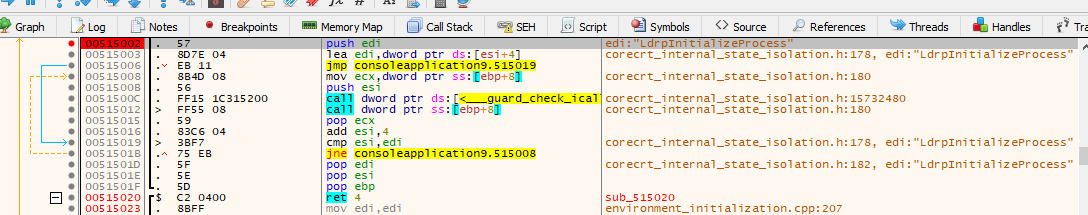 Graph Log Notes Breakpoints Memory Map Call Stack SEH Script Symbols Source References Threads Handles
00515002 . 57 push edi edi:"LdrpInitializeProcess"
00515003 . 8D7E 04 lea edi,dword ptr ds:[esi+4] corecrt_internal_state_isolation.h:178, edi:"LdrpInitializeProcess"
00515006 . EB 11 jmp consoleapplication9.515019
00515008 > 8B4D 08 mov ecx,dword ptr ss:[ebp+8] corecrt_internal_state_isolation.h:180
0051500B . 56 push esi
0051500C . FF15 1C315200 call dword ptr ds:[<___guard_check_icall corecrt_internal_state_isolation.h:15732480
00515012 > FF55 08 call dword ptr ss:[ebp+8] corecrt_internal_state_isolation.h:180
00515015 . 59 pop ecx
00515016 . 83C6 04 add esi,4 corecrt_internal_state_isolation.h:178
00515019 > 3BF7 cmp esi,edi corecrt_internal_state_isolation.h:178, edi:"LdrpInitializeProcess"
0051501B . 75 EB jne consoleapplication9.515008
0051501D . 5F pop edi corecrt_internal_state_isolation.h:182, edi:"LdrpInitializeProcess"
0051501E . 5E pop esi
0051501F . 5D pop ebp
00515020 $ C2 0400 ret 4 sub_515020
00515023 . 8BFF mov edi,edi environment_initialization.cpp:207